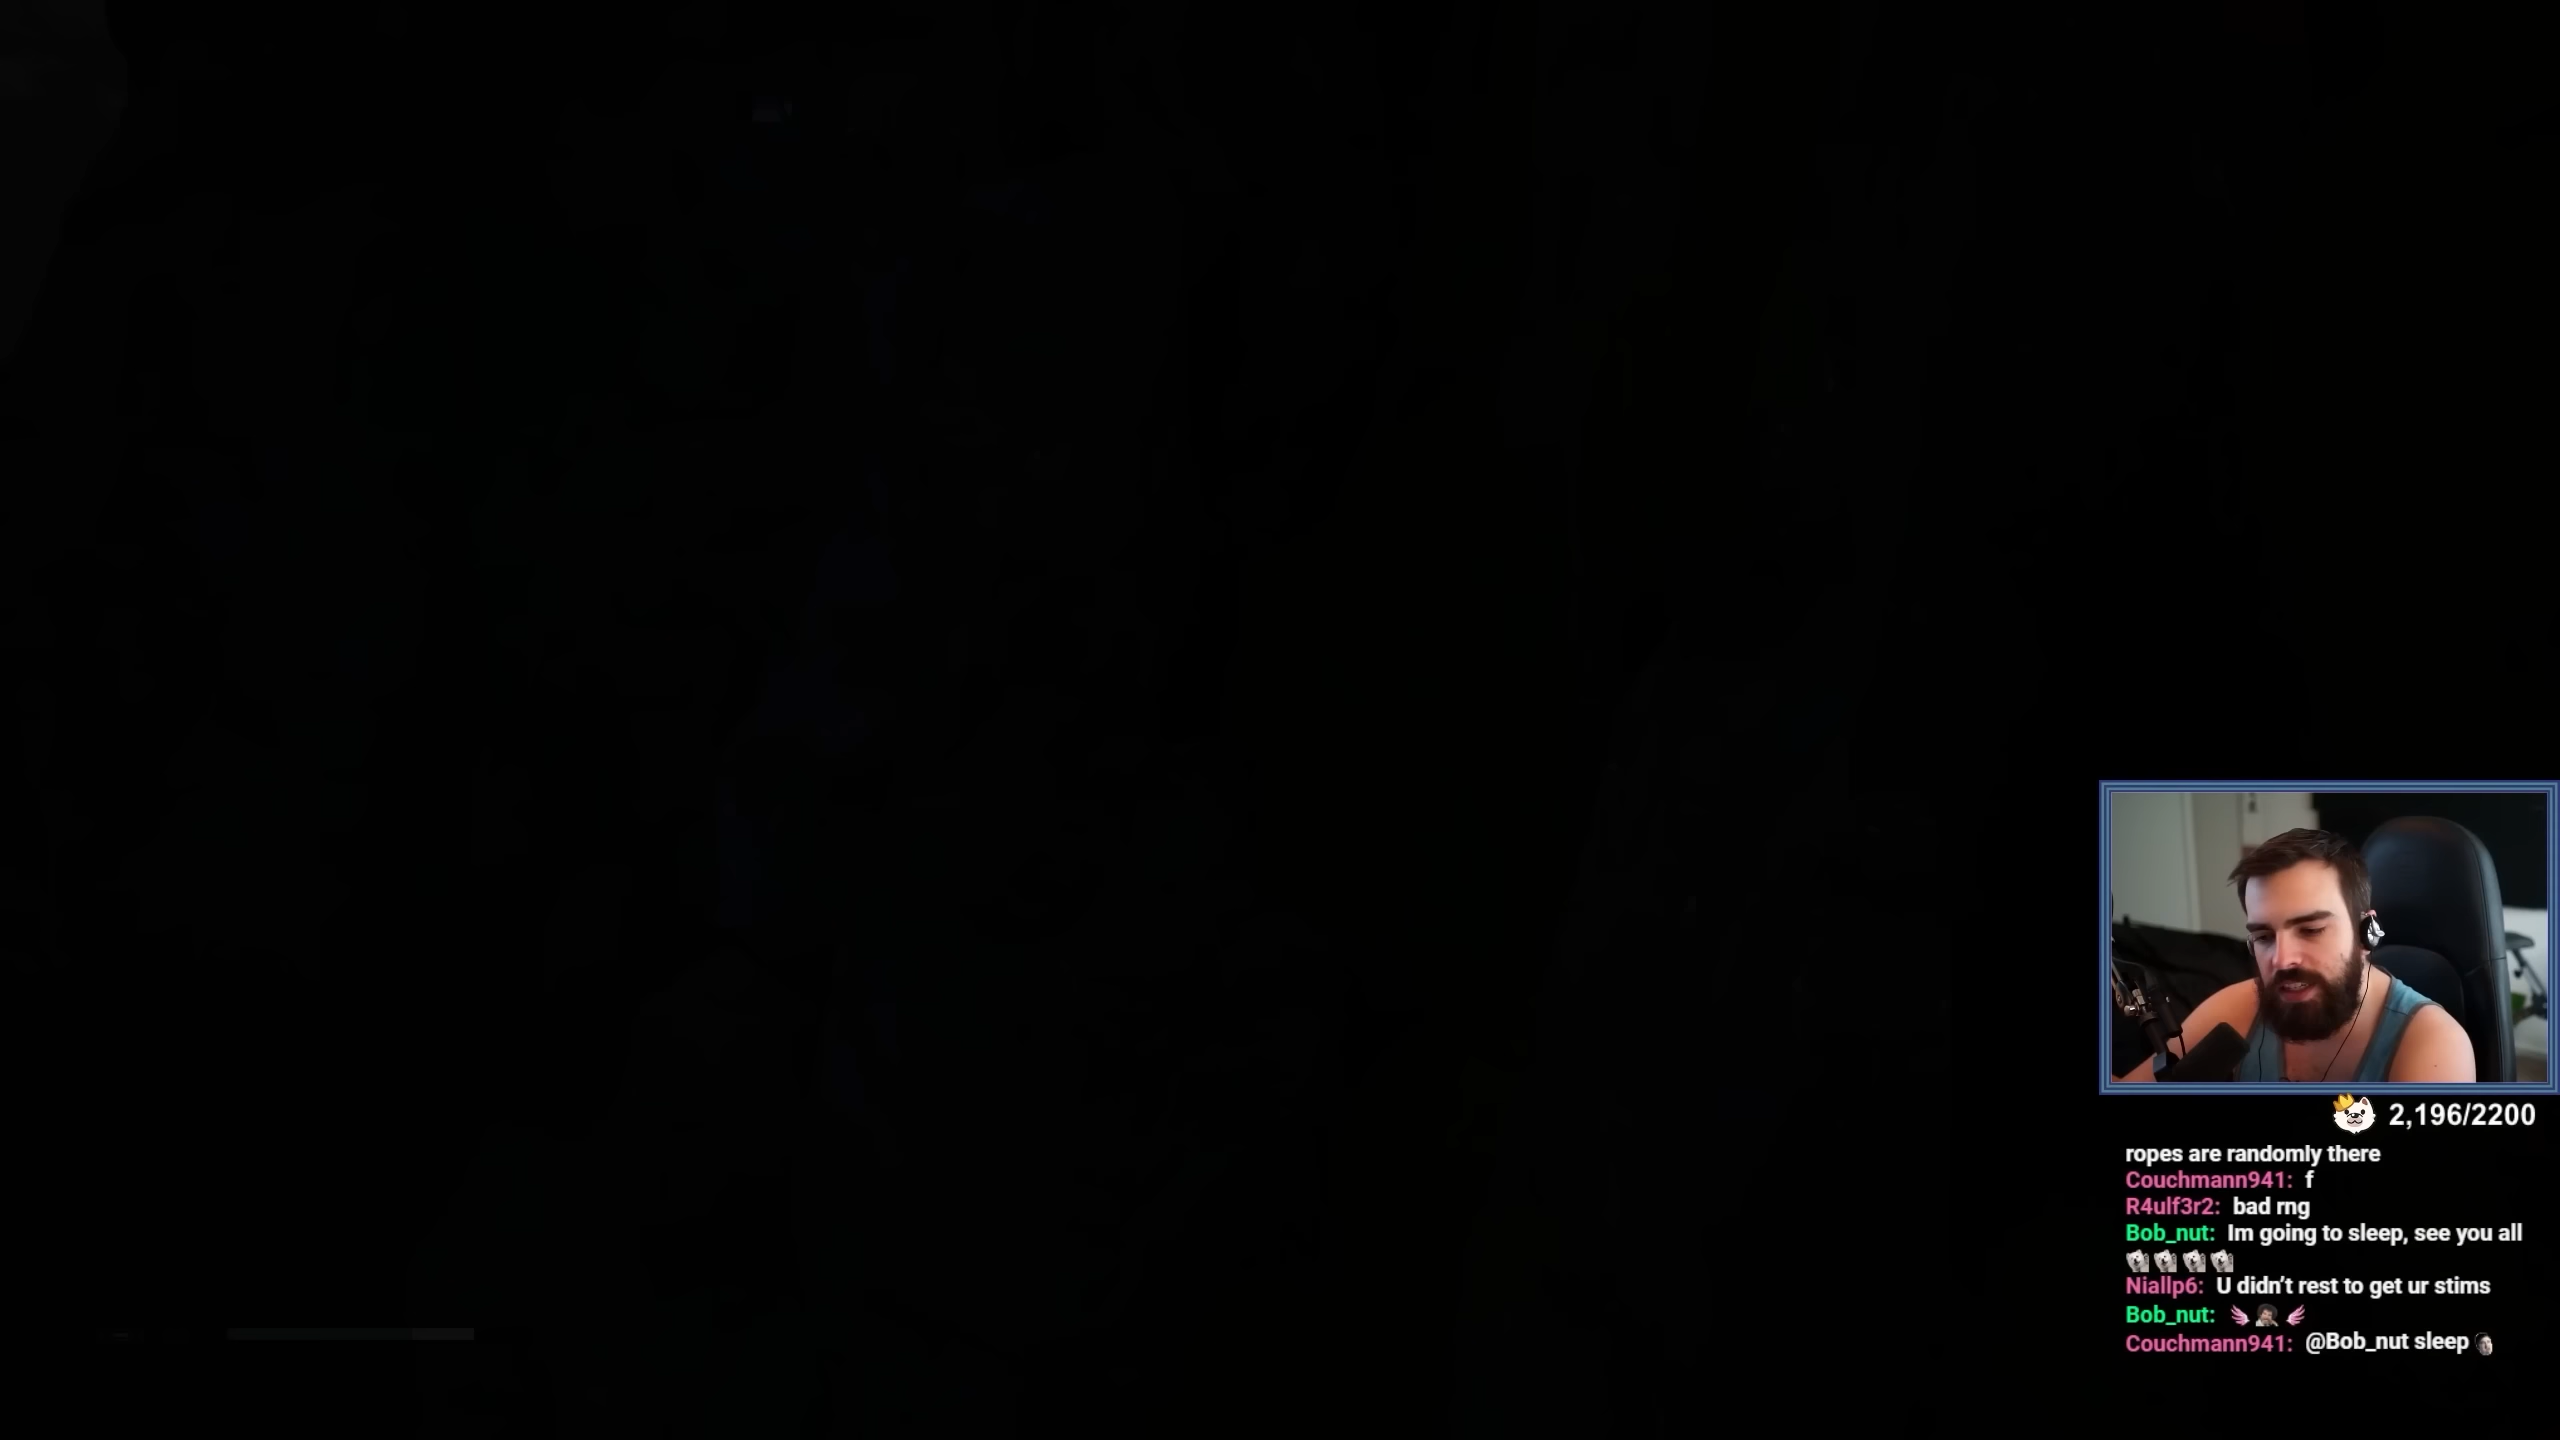 2,196/2200
ropes are randomly there
Couchmann941: f
R4ulf3r2: bad rng
Bob_nut: Im going to sleep, see you all
Niallp6: U didn’t rest to get ur stims
Bob_nut:
Couchmann941: @Bob_nut sleep